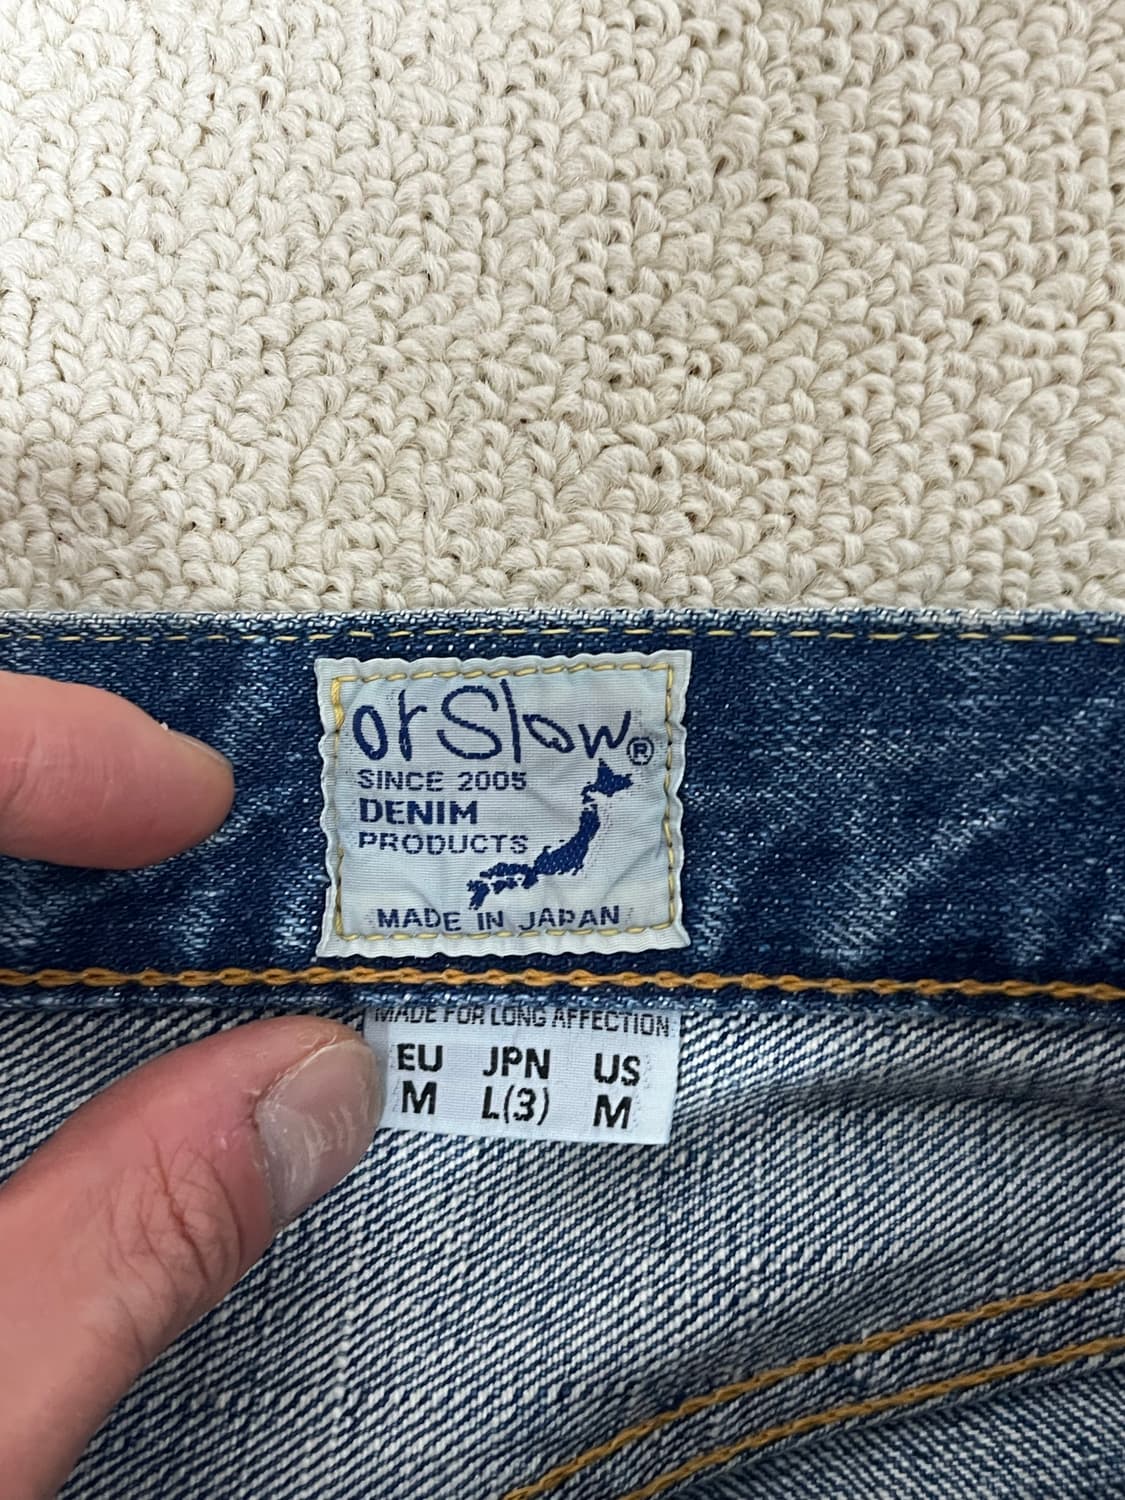 orSlow®
SINCE 2005
DENIM
PRODUCTS
MADE IN JAPAN
MADE FOR LONG AFFECTION
EU JPN US
M L(3) M